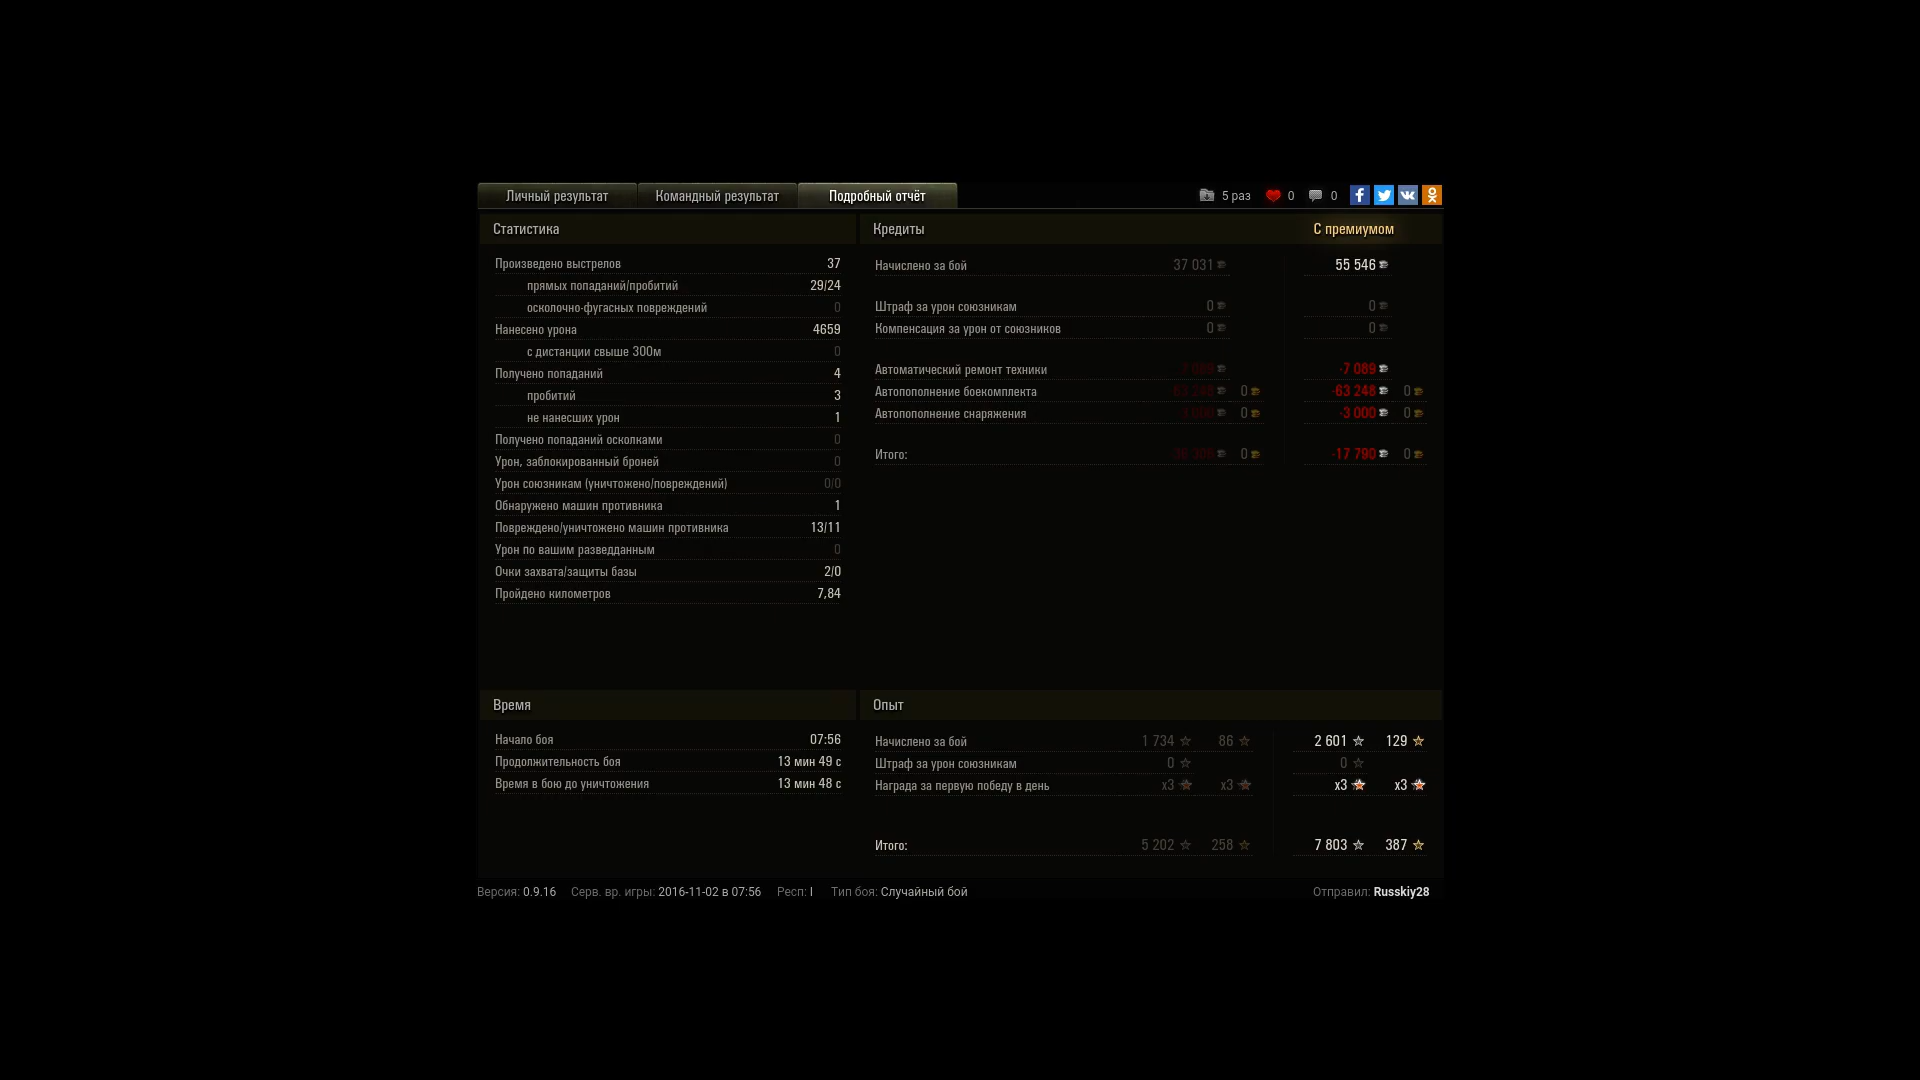 Личный результат Командный результат Подробный отчёт 5 раз 0 0
Статистика
Произведено выстрелов 37
прямых попаданий/пробитий 29/24
осколочно-фугасных повреждений 0
Нанесено урона 4659
с дистанции свыше 300м 0
Получено попаданий 4
пробитий 3
не нанесших урон 1
Получено попаданий осколками 0
Урон, заблокированный броней 0
Урон союзникам (уничтожено/повреждений) 0/0
Обнаружено машин противника 1
Повреждено/уничтожено машин противника 13/11
Урон по вашим разведданным 0
Очки захвата/защиты базы 2/0
Пройдено километров 7,84
Кредиты С премиумом
Начислено за бой 37 031 55 546
Штраф за урон союзникам 0 0
Компенсация за урон от союзников 0 0
Автоматический ремонт техники -7 089 -7 089
Автопополнение боекомплекта -63 248 0 -63 248 0
Автопополнение снаряжения -3 000 0 -3 000 0
Итого: -36 306 0 -17 790 0
Время
Начало боя 07:56
Продолжительность боя 13 мин 49 с
Время в бою до уничтожения 13 мин 48 с
Опыт
Начислено за бой 1 734 86 2 601 129
Штраф за урон союзникам 0 0
Награда за первую победу в день x3 x3 x3 x3
Итого: 5 202 258 7 803 387
Версия: 0.9.16 Серв. вр. игры: 2016-11-02 в 07:56 Респ: I Тип боя: Случайный бой Отправил: Russkiy28